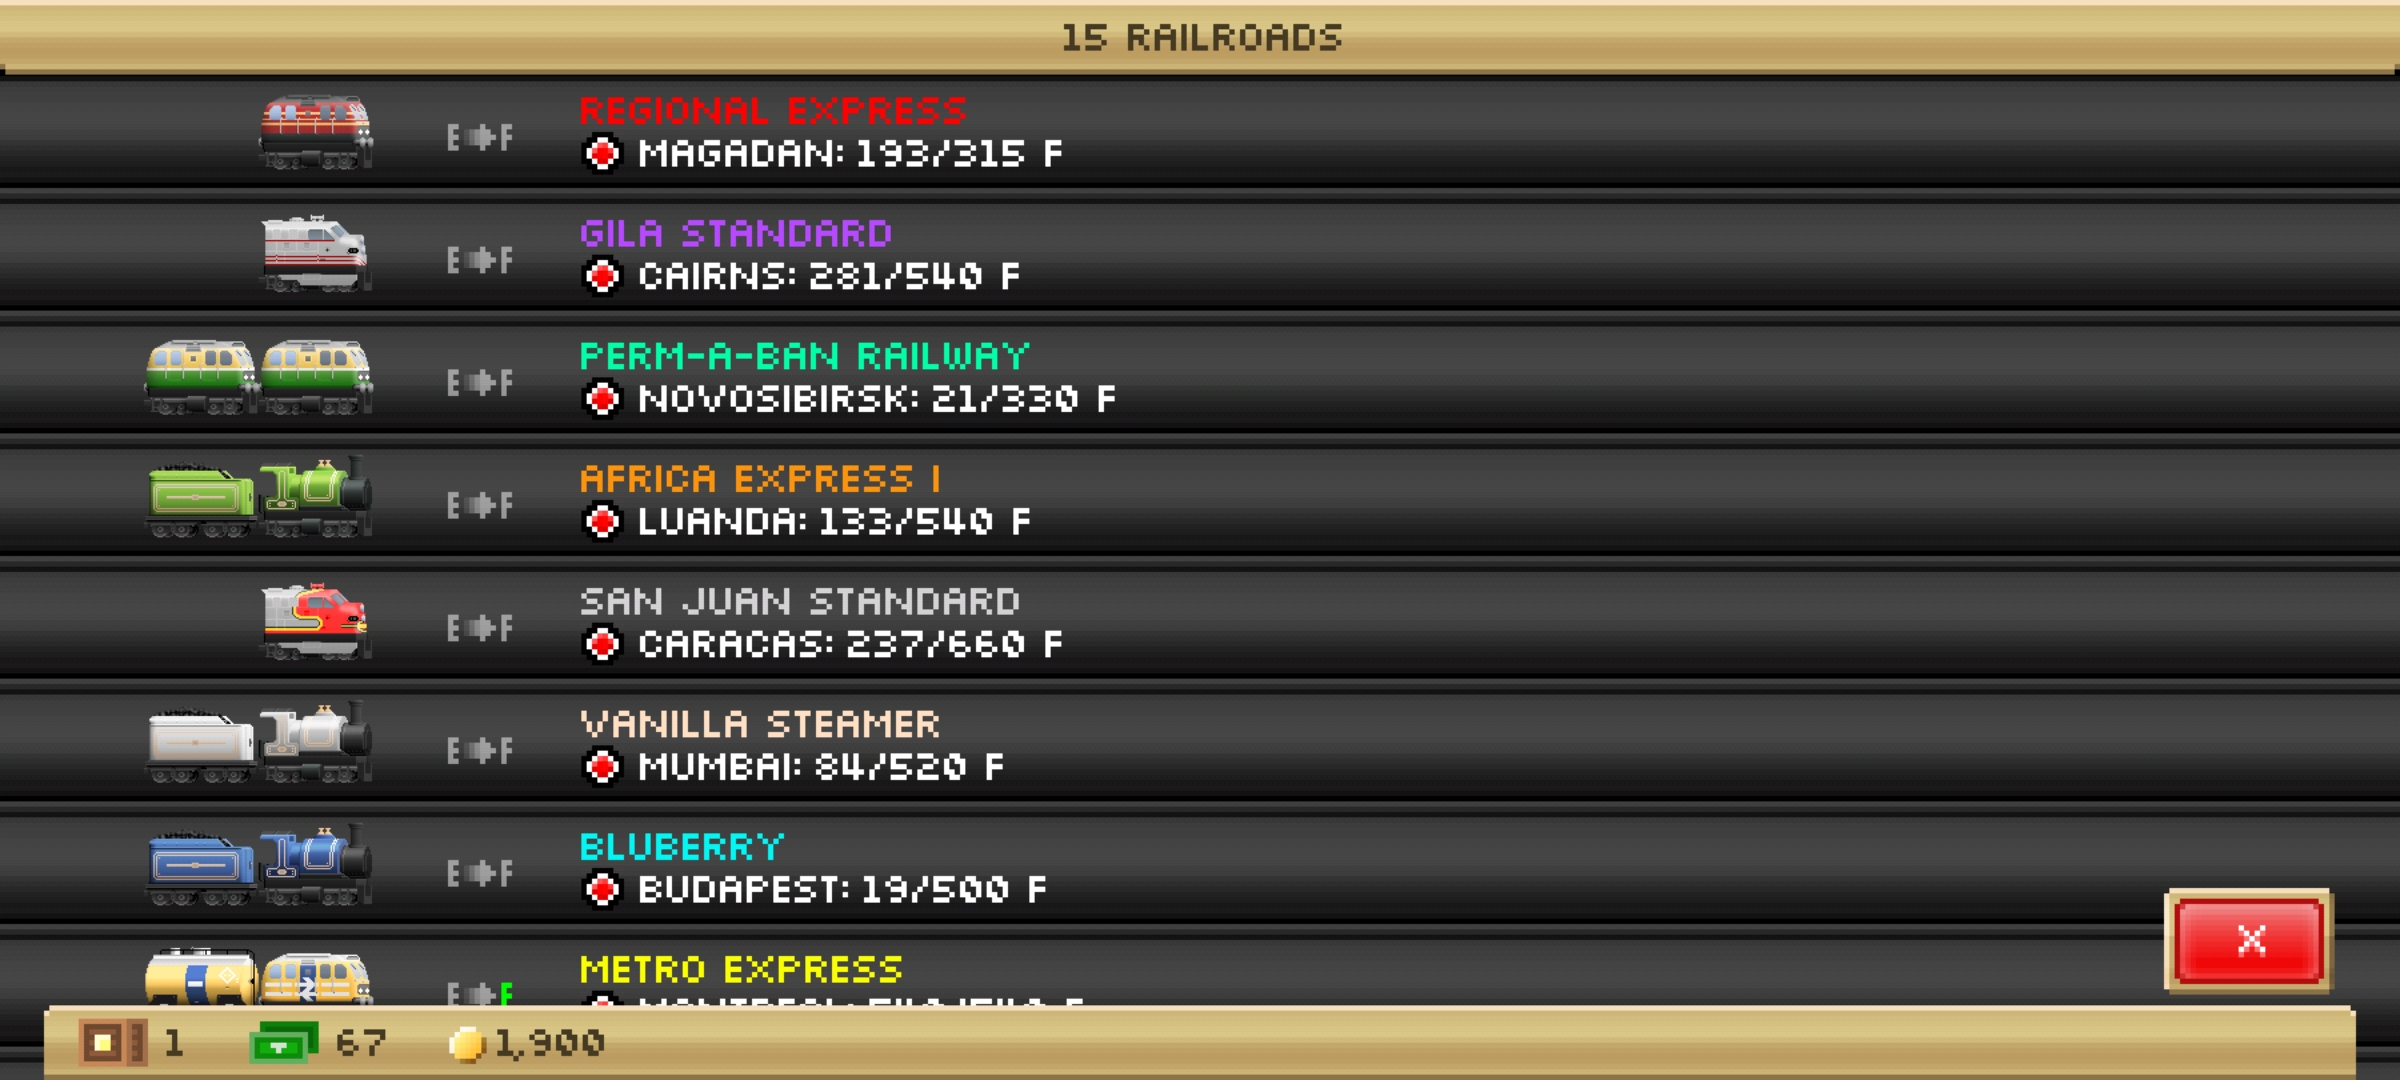 15 RAILROADS
REGIONAL EXPRESS
E F
MAGADAN: 193/315 F
GILA STANDARD
E F
CAIRNS: 281/540 F
PERM-A-BAN RAILWAY
E F
NOVOSIBIRSK: 21/330 F
AFRICA EXPRESS I
E F
LUANDA: 133/540 F
SAN JUAN STANDARD
E F
CARACAS: 237/660 F
VANILLA STEAMER
E F
MUMBAI: 84/520 F
BLUBERRY
E F
BUDAPEST: 19/500 F
METRO EXPRESS
E F
X
1 67 1,900